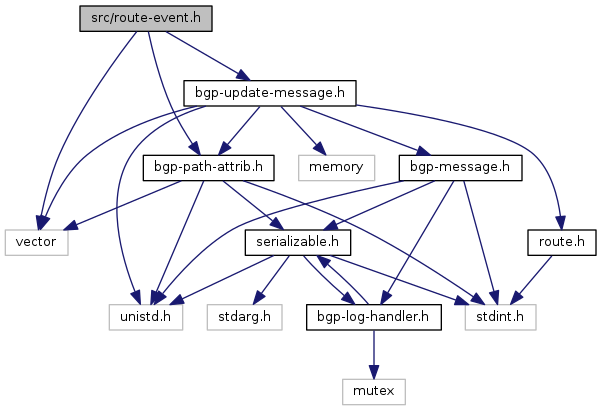 src/route-event.h
bgp-update-message.h
bgp-path-attrib.h
memory
bgp-message.h
vector
serializable.h
route.h
unistd.h
stdarg.h
bgp-log-handler.h
stdint.h
mutex